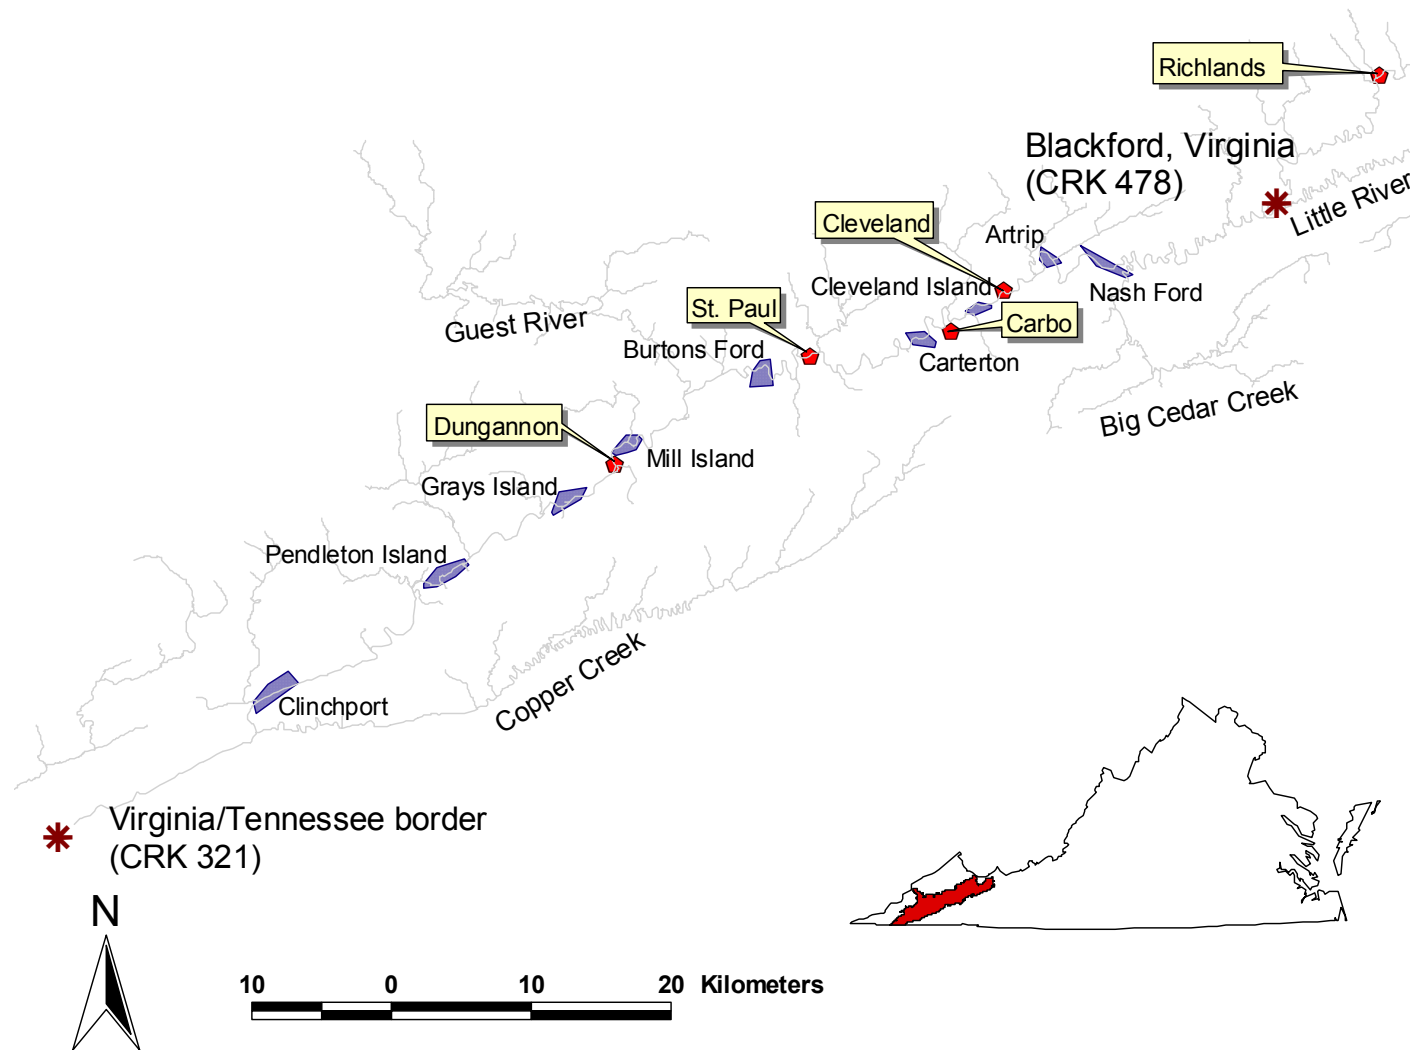 Richlands
Blackford, Virginia
(CRK 478)
Little River
Cleveland
Artrip
Cleveland Island
Nash Ford
St. Paul
Carbo
Guest River
Burtons Ford
Carterton
Big Cedar Creek
Dungannon
Mill Island
Grays Island
Pendleton Island
Copper Creek
Clinchport
Virginia/Tennessee border
(CRK 321)
N
10 0 10 20 Kilometers